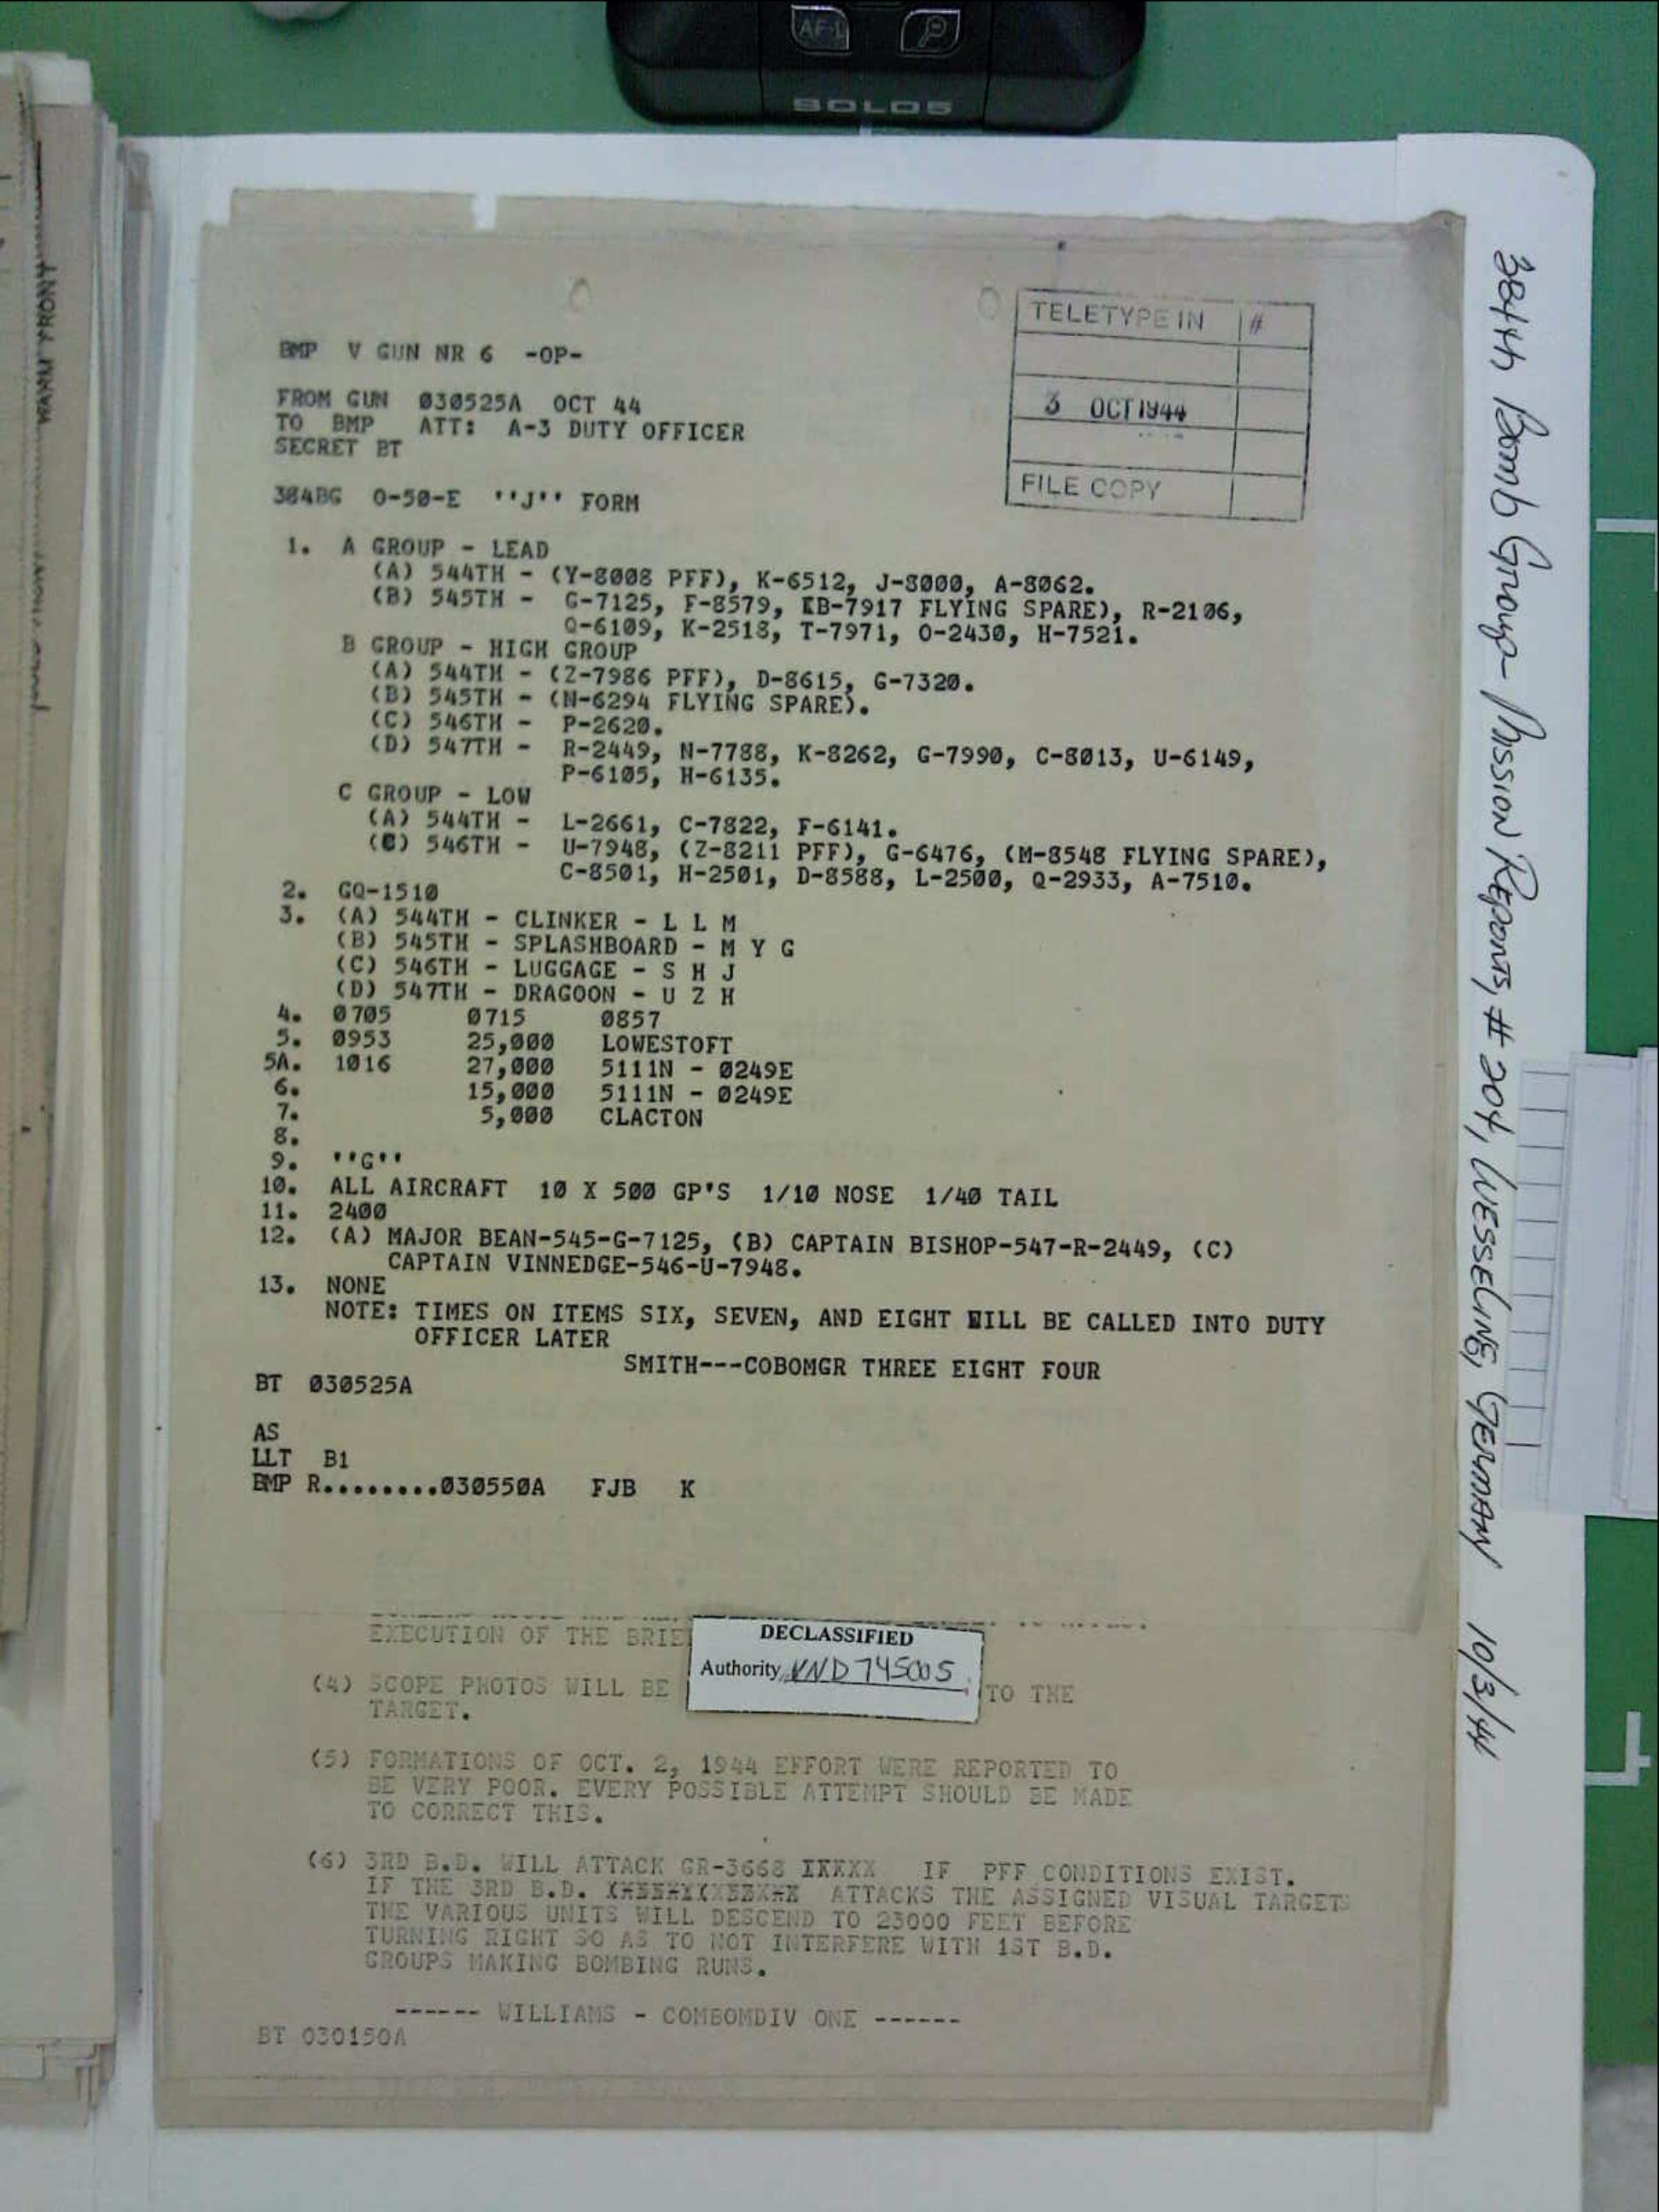 AF-L
SOLO5
WARM FRONT
TELETYPE IN #
3 OCT 1944
FILE COPY
BMP V GUN NR 6 -OP-
FROM GUN 030525A OCT 44
TO BMP ATT: A-3 DUTY OFFICER
SECRET BT
384BG O-50-E ''J'' FORM
1. A GROUP - LEAD
(A) 544TH - (Y-8008 PFF), K-6512, J-8000, A-8062.
(B) 545TH - G-7125, F-8579, EB-7917 FLYING SPARE), R-2106,
Q-6109, K-2518, T-7971, O-2430, H-7521.
B GROUP - HIGH GROUP
(A) 544TH - (Z-7986 PFF), D-8615, G-7320.
(B) 545TH - (N-6294 FLYING SPARE).
(C) 546TH - P-2620.
(D) 547TH - R-2449, N-7788, K-8262, G-7990, C-8013, U-6149,
P-6105, H-6135.
C GROUP - LOW
(A) 544TH - L-2661, C-7822, F-6141.
(C) 546TH - U-7948, (Z-8211 PFF), G-6476, (M-8548 FLYING SPARE),
C-8501, H-2501, D-8588, L-2500, Q-2933, A-7510.
2. GQ-1510
3. (A) 544TH - CLINKER - L L M
(B) 545TH - SPLASHBOARD - M Y G
(C) 546TH - LUGGAGE - S H J
(D) 547TH - DRAGOON - U Z H
4. 0705 0715 0857
5. 0953 25,000 LOWESTOFT
5A. 1016 27,000 5111N - 0249E
6. 15,000 5111N - 0249E
7. 5,000 CLACTON
8.
9. ''G''
10. ALL AIRCRAFT 10 X 500 GP'S 1/10 NOSE 1/40 TAIL
11. 2400
12. (A) MAJOR BEAN-545-G-7125, (B) CAPTAIN BISHOP-547-R-2449, (C)
CAPTAIN VINNEDGE-546-U-7948.
13. NONE
NOTE: TIMES ON ITEMS SIX, SEVEN, AND EIGHT WILL BE CALLED INTO DUTY
OFFICER LATER
SMITH---COBOMGR THREE EIGHT FOUR
BT 030525A
AS
LLT B1
BMP R.........030550A FJB K
EXECUTION OF THE BRIE
DECLASSIFIED
Authority NND 745005
(4) SCOPE PHOTOS WILL BE TO THE
TARGET.
(5) FORMATIONS OF OCT. 2, 1944 EFFORT WERE REPORTED TO
BE VERY POOR. EVERY POSSIBLE ATTEMPT SHOULD BE MADE
TO CORRECT THIS.
(6) 3RD B.D. WILL ATTACK GR-3668 IF PFF CONDITIONS EXIST.
IF THE 3RD B.D. ATTACKS THE ASSIGNED VISUAL TARGETS
THE VARIOUS UNITS WILL DESCEND TO 23000 FEET BEFORE
TURNING RIGHT SO AS TO NOT INTERFERE WITH 1ST B.D.
GROUPS MAKING BOMBING RUNS.
------ WILLIAMS - COMBOMDIV ONE ------
BT 030150A
384th Bomb Group - Mission Reports, # 204, WESSELING, GERMANY 10/3/44